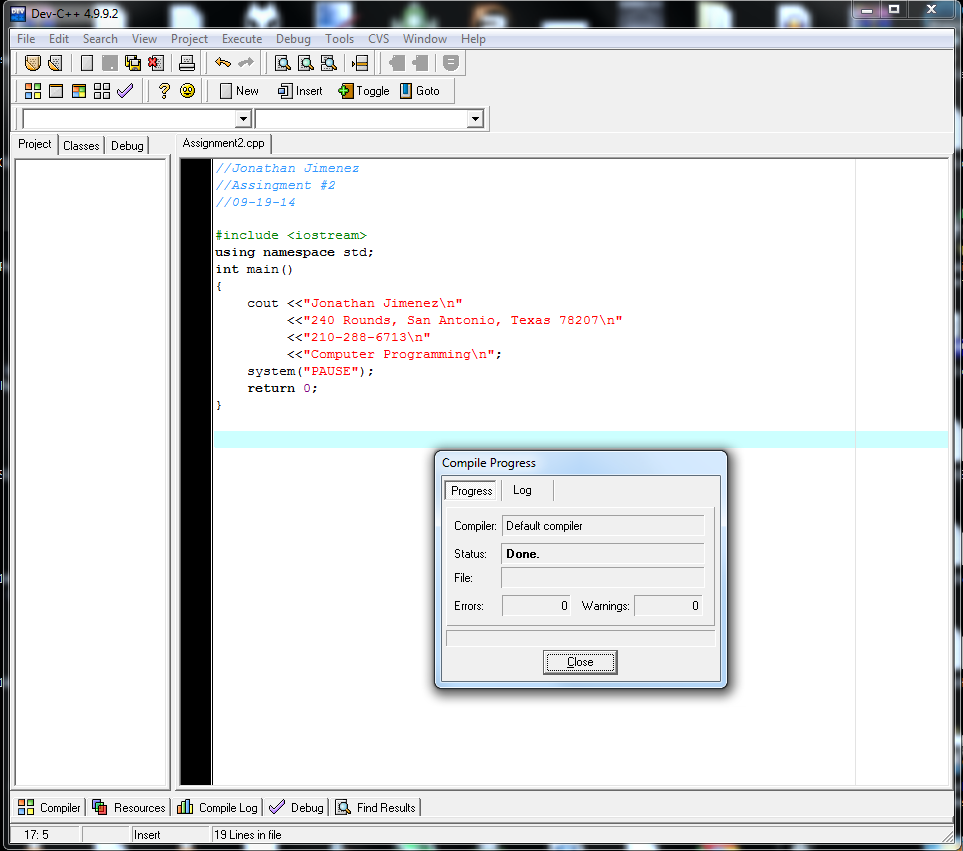 Dev-C++ 4.9.9.2
File Edit Search View Project Execute Debug Tools CVS Window Help
New Insert Toggle Goto
Project Classes Debug
Assignment2.cpp
//Jonathan Jimenez
//Assingment #2
//09-19-14
#include <iostream>
using namespace std;
int main()
{
cout <<"Jonathan Jimenez\n"
<<"240 Rounds, San Antonio, Texas 78207\n"
<<"210-288-6713\n"
<<"Computer Programming\n";
system("PAUSE");
return 0;
}
Compile Progress
Progress Log
Compiler: Default compiler
Status: Done.
File:
Errors: 0 Warnings: 0
Close
Compiler Resources Compile Log Debug Find Results
17: 5 Insert 19 Lines in file